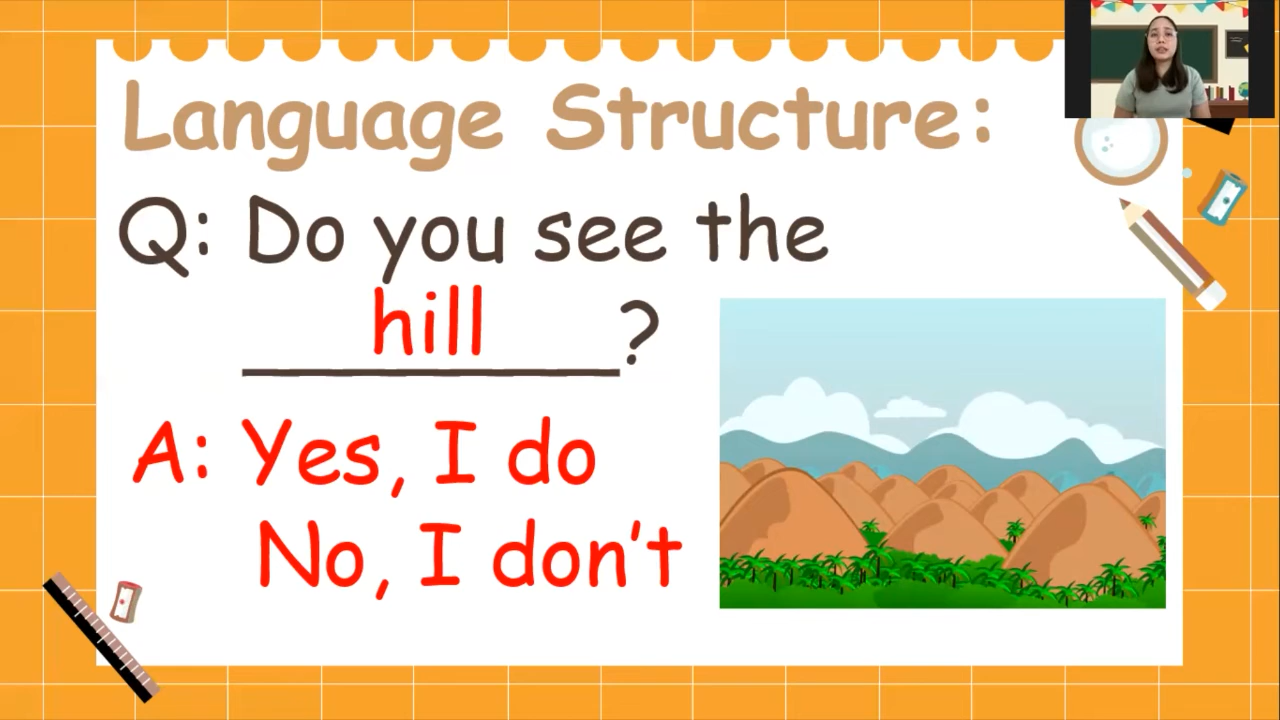 Language Structure:
Q: Do you see the
hill?
A: Yes, I do
No, I don't